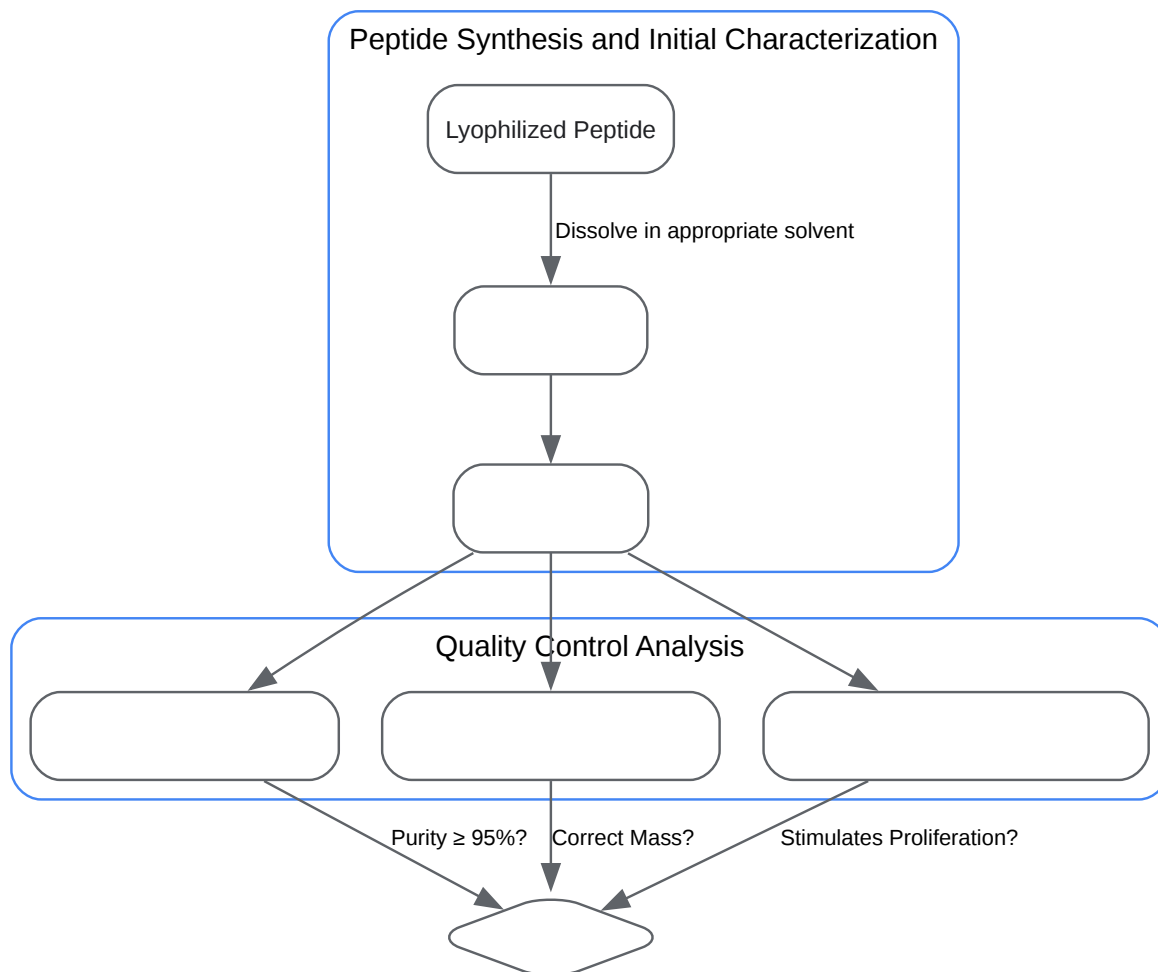 Peptide Synthesis and Initial Characterization
Lyophilized Peptide
Dissolve in appropriate solvent
Quality Control Analysis
Purity ≥ 95%?
Correct Mass?
Stimulates Proliferation?